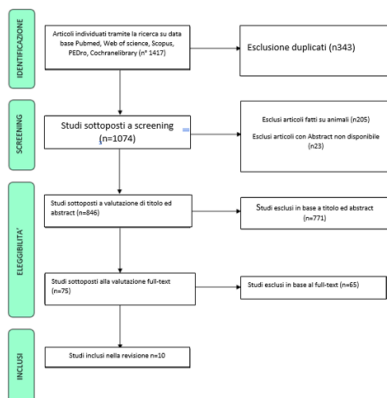 IDENTIFICAZIONE
Articoli individuati tramite la ricerca su data
base Pubmed, Web of science, Scopus,
PEDro, Cochranelibrary (n° 1417)
Esclusione duplicati (n343)
SCREENING
Studi sottoposti a screening
(n=1074)
Esclusi articoli fatti su animali (n205)
Esclusi articoli con Abstract non disponibile
(n23)
ELEGGIBILITA'
Studi sottoposti a valutazione di titolo ed
abstract (n=846)
Studi esclusi in base a titolo ed abstract
(n=771)
Studi sottoposti alla valutazione full-text
(n=75)
Studi esclusi in base al full-text (n=65)
INCLUSI
Studi inclusi nella revisione n=10